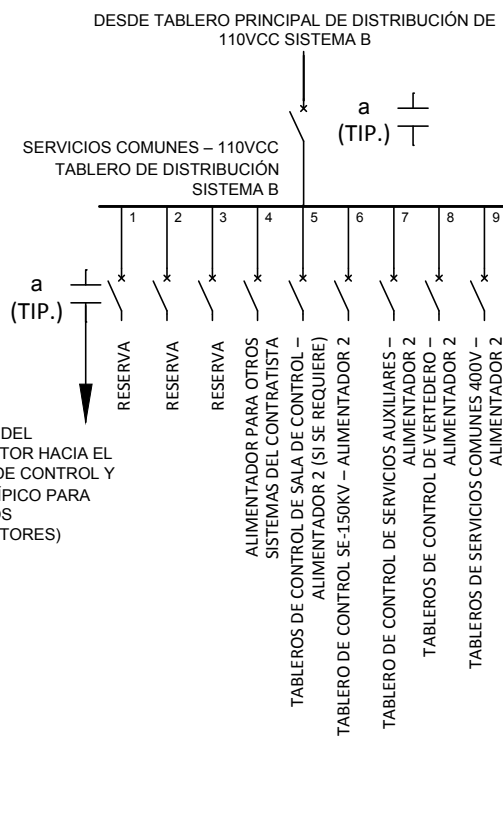 DESDE TABLERO PRINCIPAL DE DISTRIBUCIÓN DE
110VCC SISTEMA B
a
(TIP.)
SERVICIOS COMUNES – 110VCC
TABLERO DE DISTRIBUCIÓN
SISTEMA B
1 2 3 4 5 6 7 8 9
a
(TIP.)
DEL
TOR HACIA EL
DE CONTROL Y
ÍPICO PARA
OS
TORES)
RESERVA
RESERVA
RESERVA
ALIMENTADOR PARA OTROS
SISTEMAS DEL CONTRATISTA
TABLEROS DE CONTROL DE SALA DE CONTROL –
ALIMENTADOR 2 (SI SE REQUIERE)
TABLERO DE CONTROL SE-150KV – ALIMENTADOR 2
TABLERO DE CONTROL DE SERVICIOS AUXILIARES –
ALIMENTADOR 2
TABLEROS DE CONTROL DE VERTEDERO –
ALIMENTADOR 2
TABLEROS DE SERVICIOS COMUNES 400V –
ALIMENTADOR 2